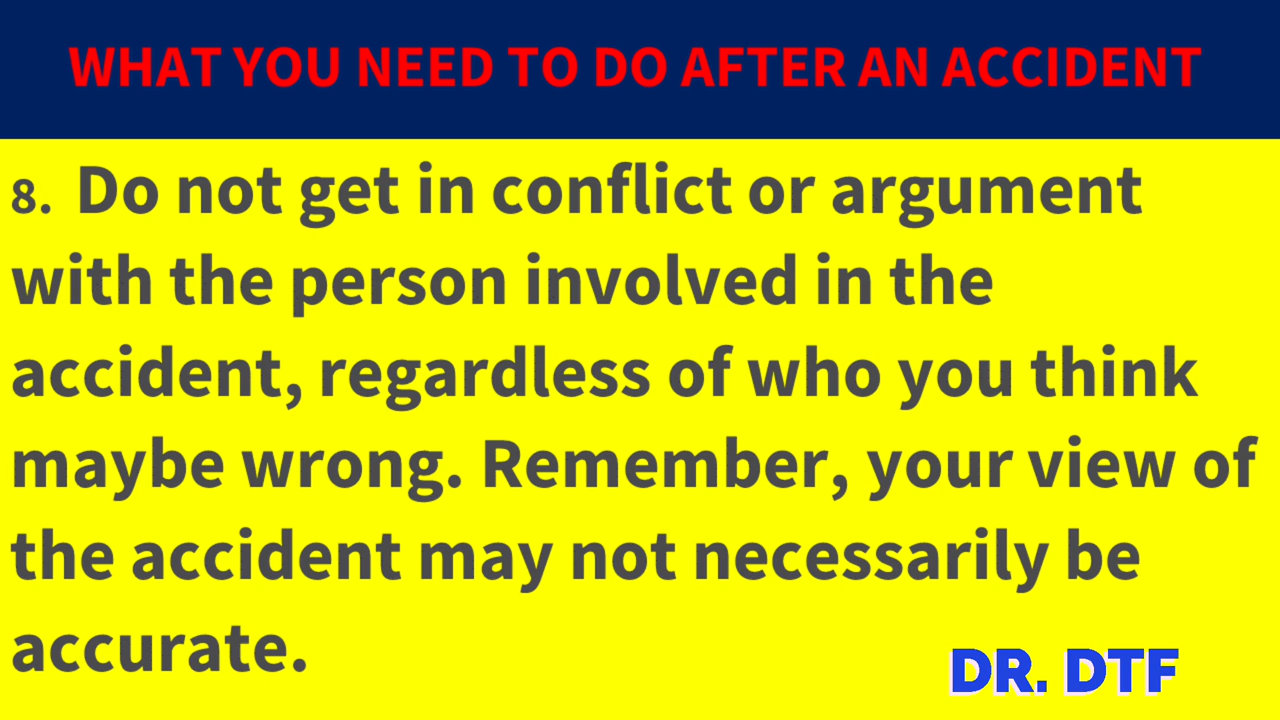 WHAT YOU NEED TO DO AFTER AN ACCIDENT
8. Do not get in conflict or argument
with the person involved in the
accident, regardless of who you think
maybe wrong. Remember, your view of
the accident may not necessarily be
accurate.
DR. DTF